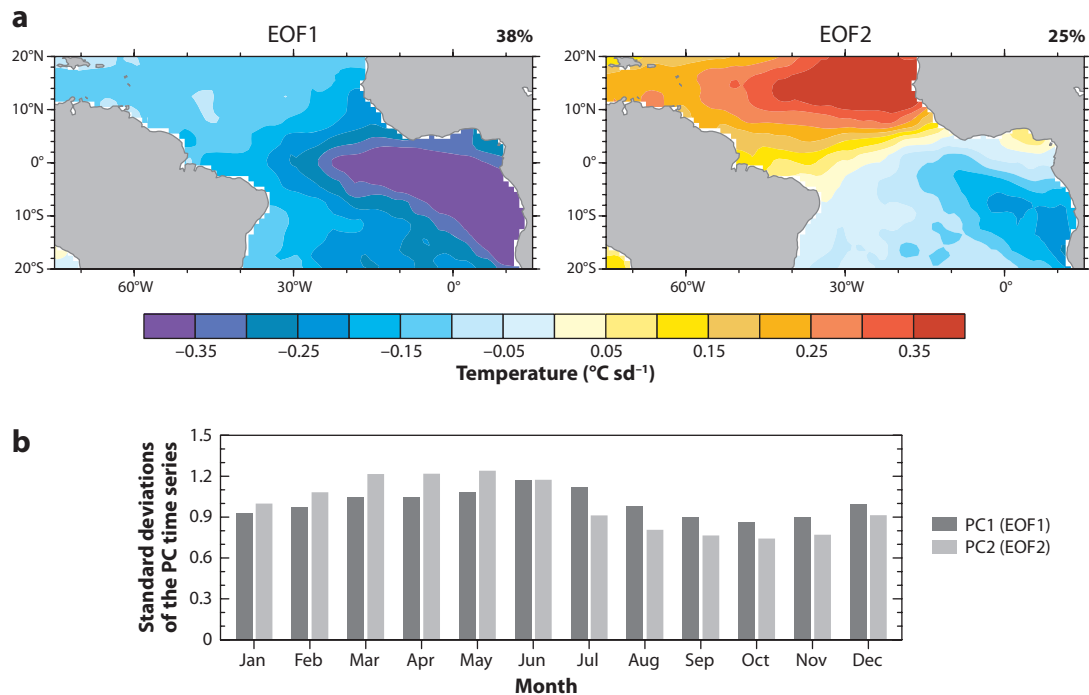 a
EOF1
38%
EOF2
25%
20°N
10°N
0°
10°S
20°S
60°W
30°W
0°
20°N
10°N
0°
10°S
20°S
60°W
30°W
0°
−0.35
−0.25
−0.15
−0.05
0.05
0.15
0.25
0.35
Temperature (°C sd⁻¹)
b
Standard deviations
of the PC time series
1.5
1.2
0.9
0.6
0.3
0
Jan
Feb
Mar
Apr
May
Jun
Jul
Aug
Sep
Oct
Nov
Dec
Month
PC1 (EOF1)
PC2 (EOF2)